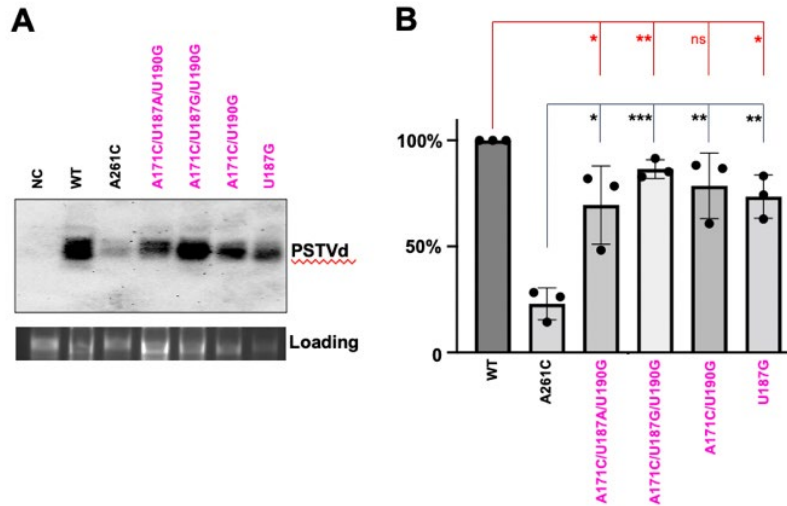 A
NC
WT
A261C
A171C/U187A/U190G
A171C/U187G/U190G
A171C/U190G
U187G
PSTVd
Loading
B
* ** ns *
* *** ** **
100%
50%
0
WT
A261C
A171C/U187A/U190G
A171C/U187G/U190G
A171C/U190G
U187G